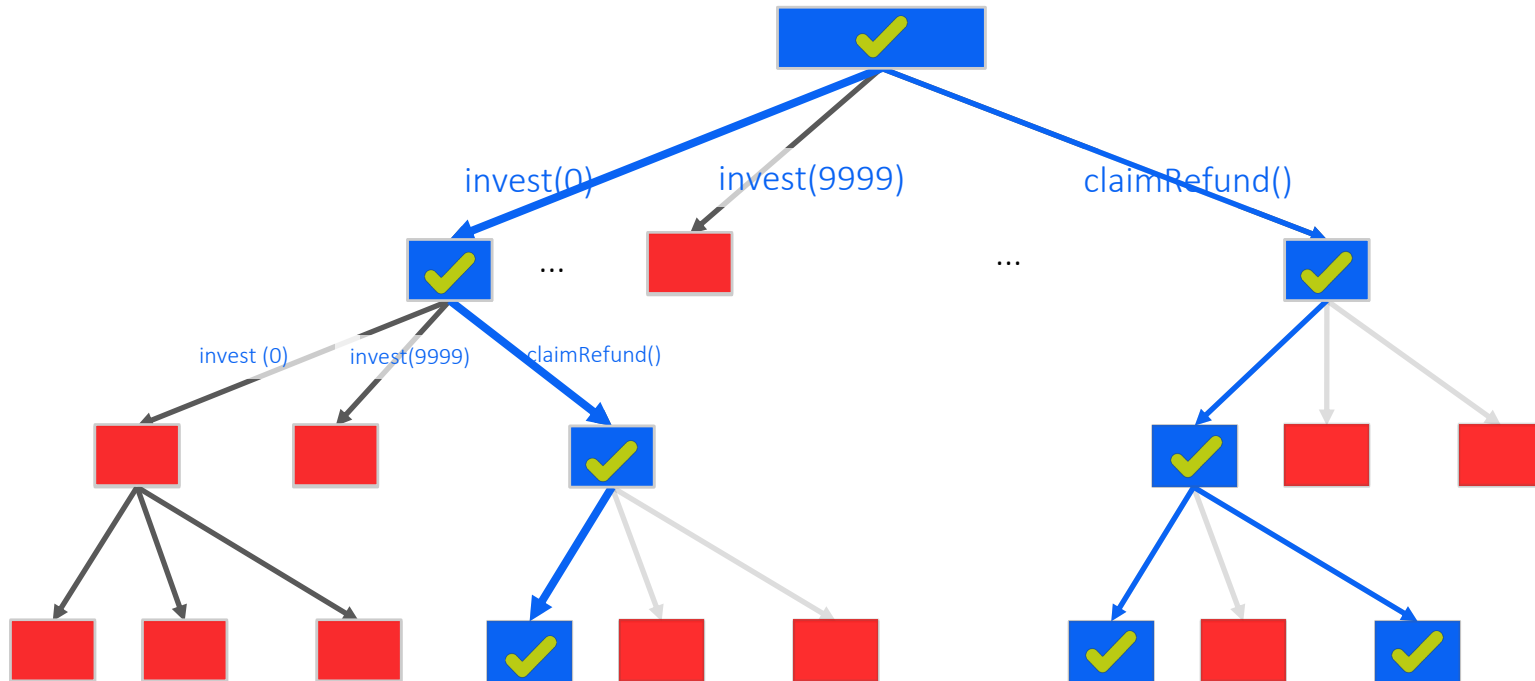 invest(0)
invest(9999)
claimRefund()
...
...
invest (0)
invest(9999)
claimRefund()